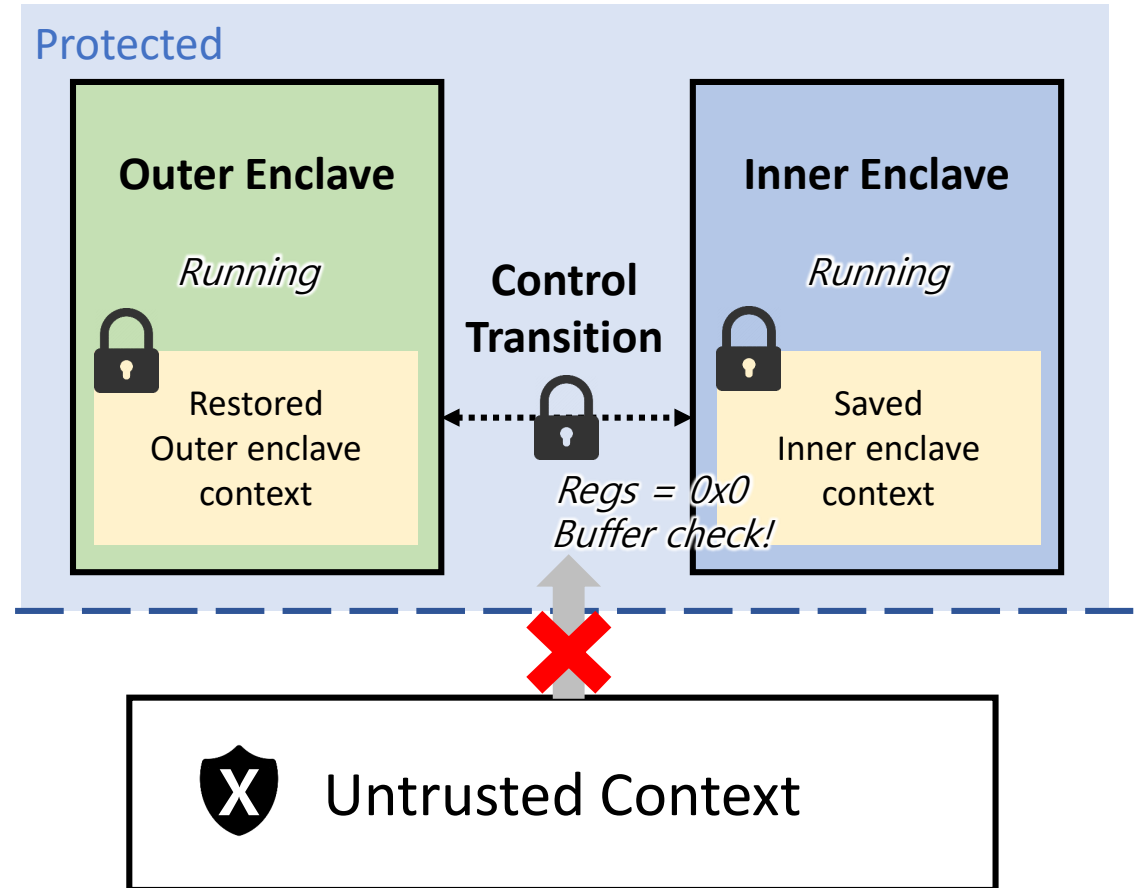 Protected
Outer Enclave
Running
Restored
Outer enclave
context
Control
Transition
Regs = 0x0
Buffer check!
Inner Enclave
Running
Saved
Inner enclave
context
X
Untrusted Context